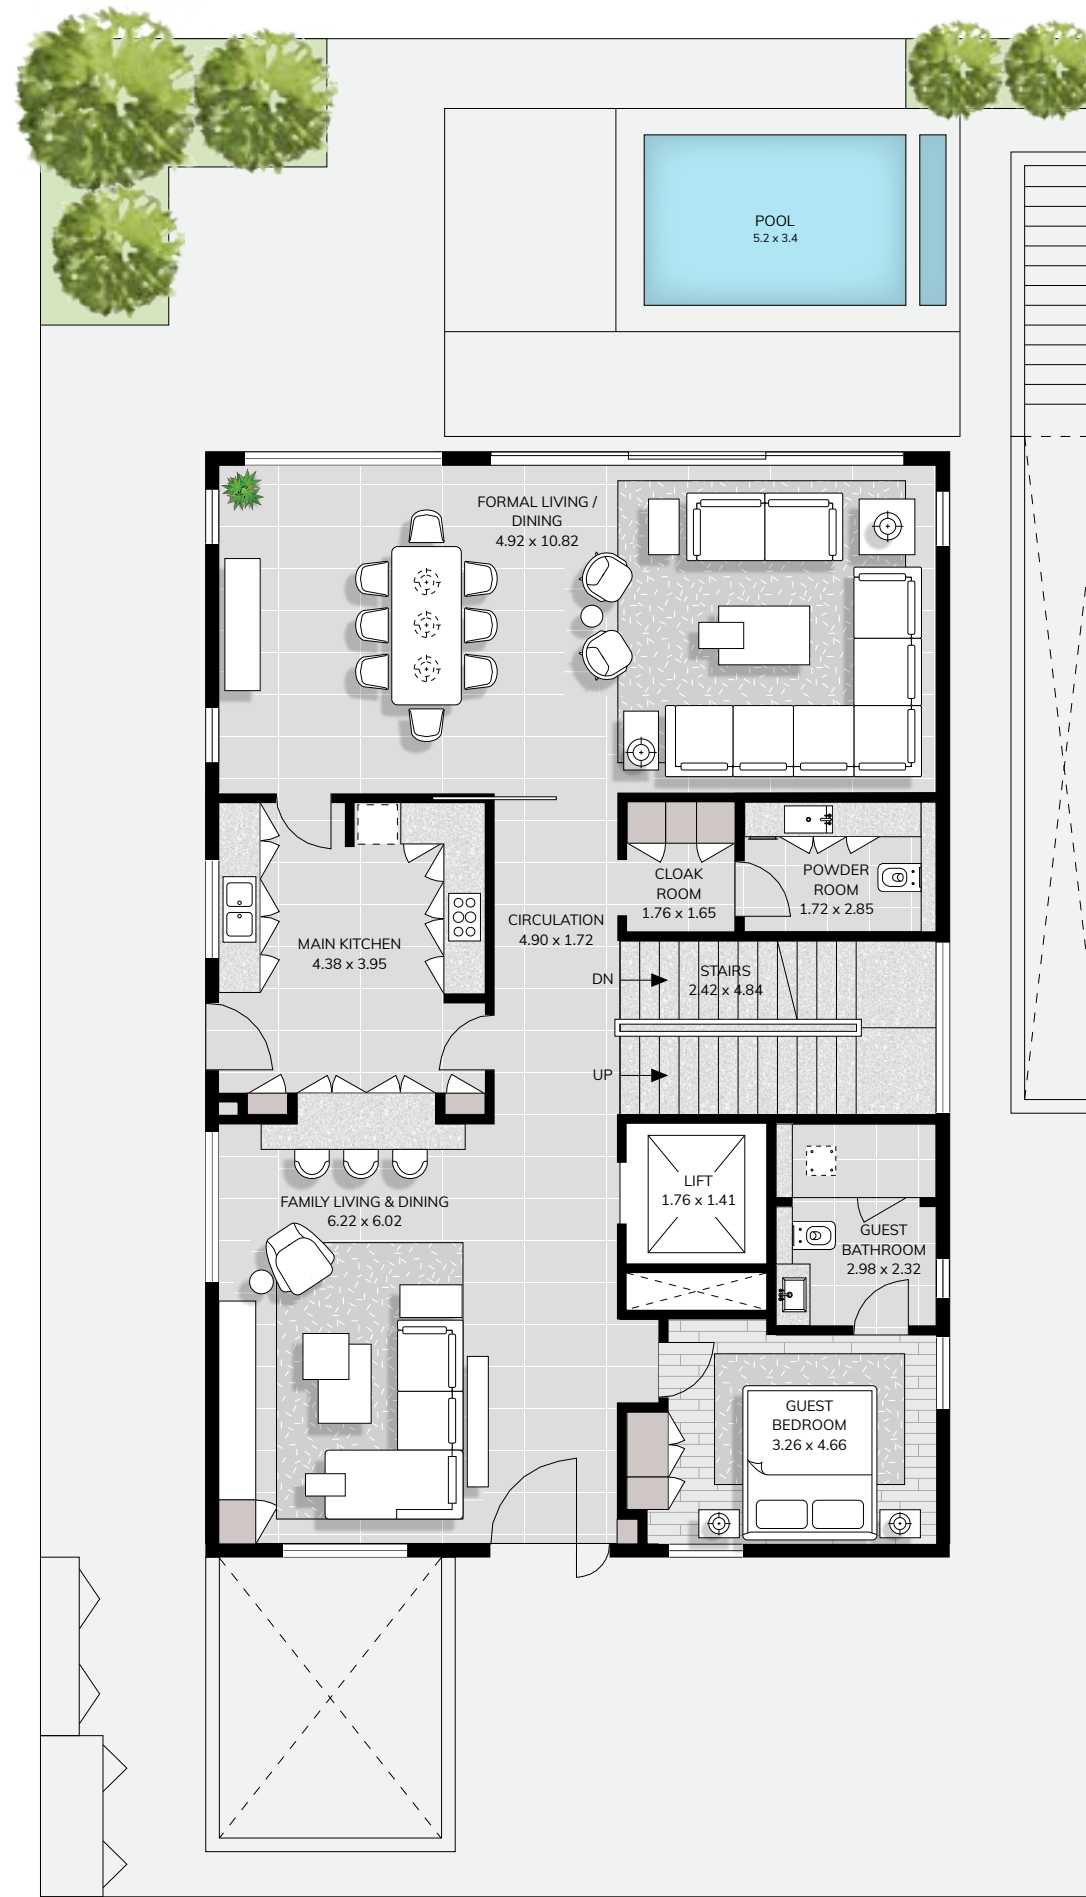 POOL
5.2 x 3.4
FORMAL LIVING /
DINING
4.92 x 10.82
CLOAK
ROOM
1.76 x 1.65
POWDER
ROOM
1.72 x 2.85
CIRCULATION
4.90 x 1.72
MAIN KITCHEN
4.38 x 3.95
DN
STAIRS
2.42 x 4.84
UP
LIFT
1.76 x 1.41
FAMILY LIVING & DINING
6.22 x 6.02
GUEST
BATHROOM
2.98 x 2.32
GUEST
BEDROOM
3.26 x 4.66